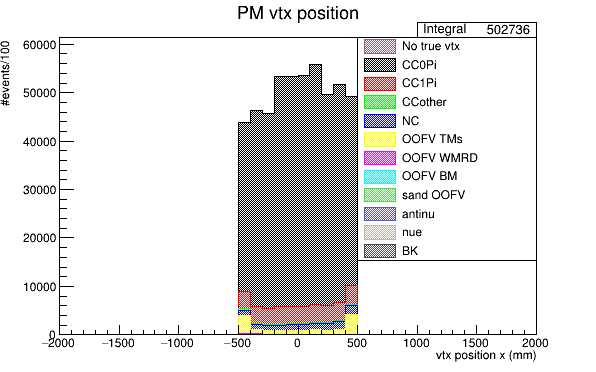 PM vtx position
Integral 502736
#events/100
60000
50000
40000
30000
20000
10000
0
No true vtx
CC0Pi
CC1Pi
CCother
NC
OOFV TMs
OOFV WMRD
OOFV BM
sand OOFV
antinu
nue
BK
−2000 −1500 −1000 −500 0 500 1000 1500 2000
vtx position x (mm)